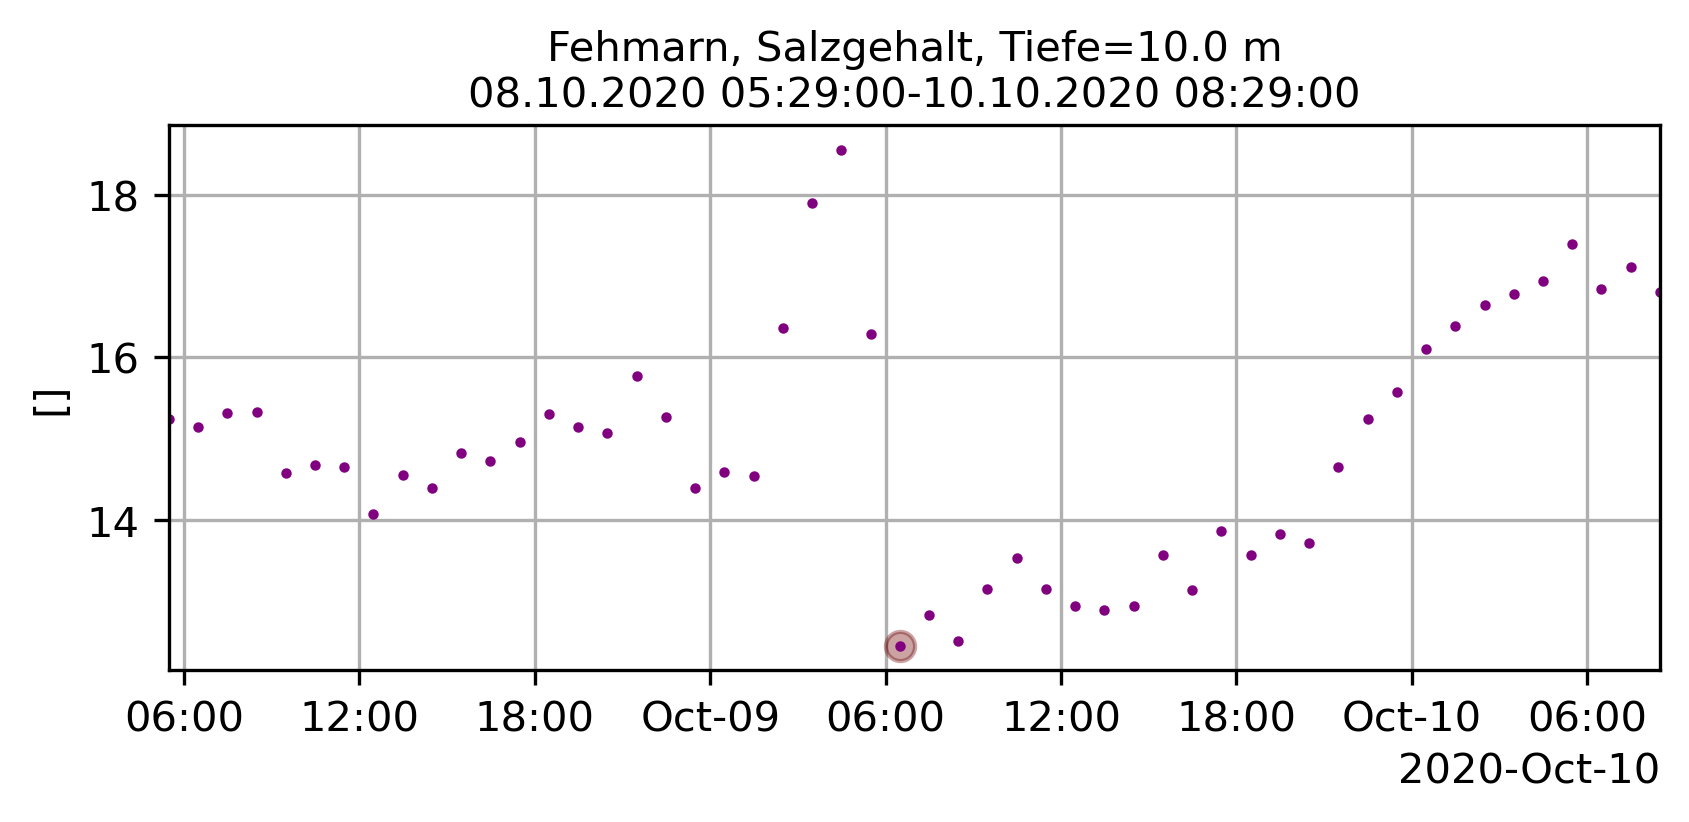 Fehmarn, Salzgehalt, Tiefe=10.0 m
08.10.2020 05:29:00-10.10.2020 08:29:00
18
16
14
[]
06:00 12:00 18:00 Oct-09 06:00 12:00 18:00 Oct-10 06:00
2020-Oct-10